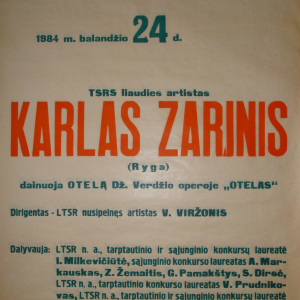 1984 m. balandžio 24 d.
TSRS liaudies artistas
KARLAS ZARINIS
(Ryga)
dainuoja OTELĄ Dž. Verdžio operoje „OTELAS"
Dirigentas - LTSR nusipelnęs artistas V. VIRŽONIS
Dalyvauja: LTSR n. a., tarptautinio ir sąjunginio konkursų laureatė
I. Milkevičiūtė, sąjunginio konkurso laureatas A. Mar-
kauskas, Z. Žemaitis, G. Pamakštys, S. Dirsė,
LTSR n. a., tarptautinio konkurso laureatas V. Prudniko-
vas, LTSR n. a., tarptautinio ir sąjunginio konkursų laureatė